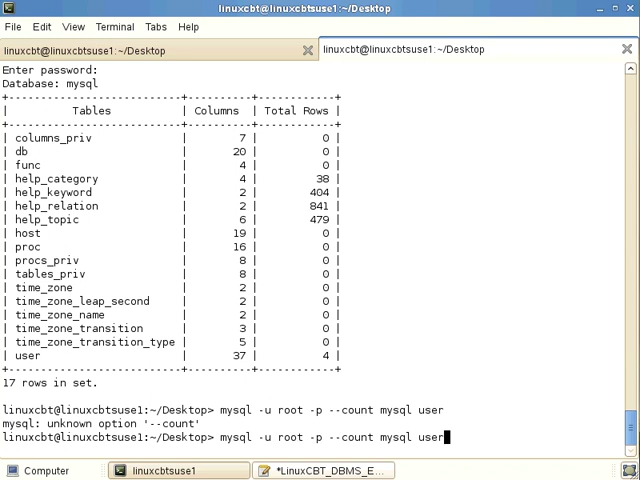 linuxcbt@linuxcbtsuse1:~/Desktop
File Edit View Terminal Tabs Help
linuxcbt@linuxcbtsuse1:~/Desktop linuxcbt@linuxcbtsuse1:~/Desktop
Enter password:
Database: mysql
+---------------------------+----------+------------+
| Tables | Columns | Total Rows |
+---------------------------+----------+------------+
| columns_priv | 7 | 0 |
| db | 20 | 0 |
| func | 4 | 0 |
| help_category | 4 | 38 |
| help_keyword | 2 | 404 |
| help_relation | 2 | 841 |
| help_topic | 6 | 479 |
| host | 19 | 0 |
| proc | 16 | 0 |
| procs_priv | 8 | 0 |
| tables_priv | 8 | 0 |
| time_zone | 2 | 0 |
| time_zone_leap_second | 2 | 0 |
| time_zone_name | 2 | 0 |
| time_zone_transition | 3 | 0 |
| time_zone_transition_type | 5 | 0 |
| user | 37 | 4 |
+---------------------------+----------+------------+
17 rows in set.
linuxcbt@linuxcbtsuse1:~/Desktop> mysql -u root -p --count mysql user
mysql: unknown option '--count'
linuxcbt@linuxcbtsuse1:~/Desktop> mysql -u root -p --count mysql user
Computer linuxcbtsuse1 *LinuxCBT_DBMS_E...